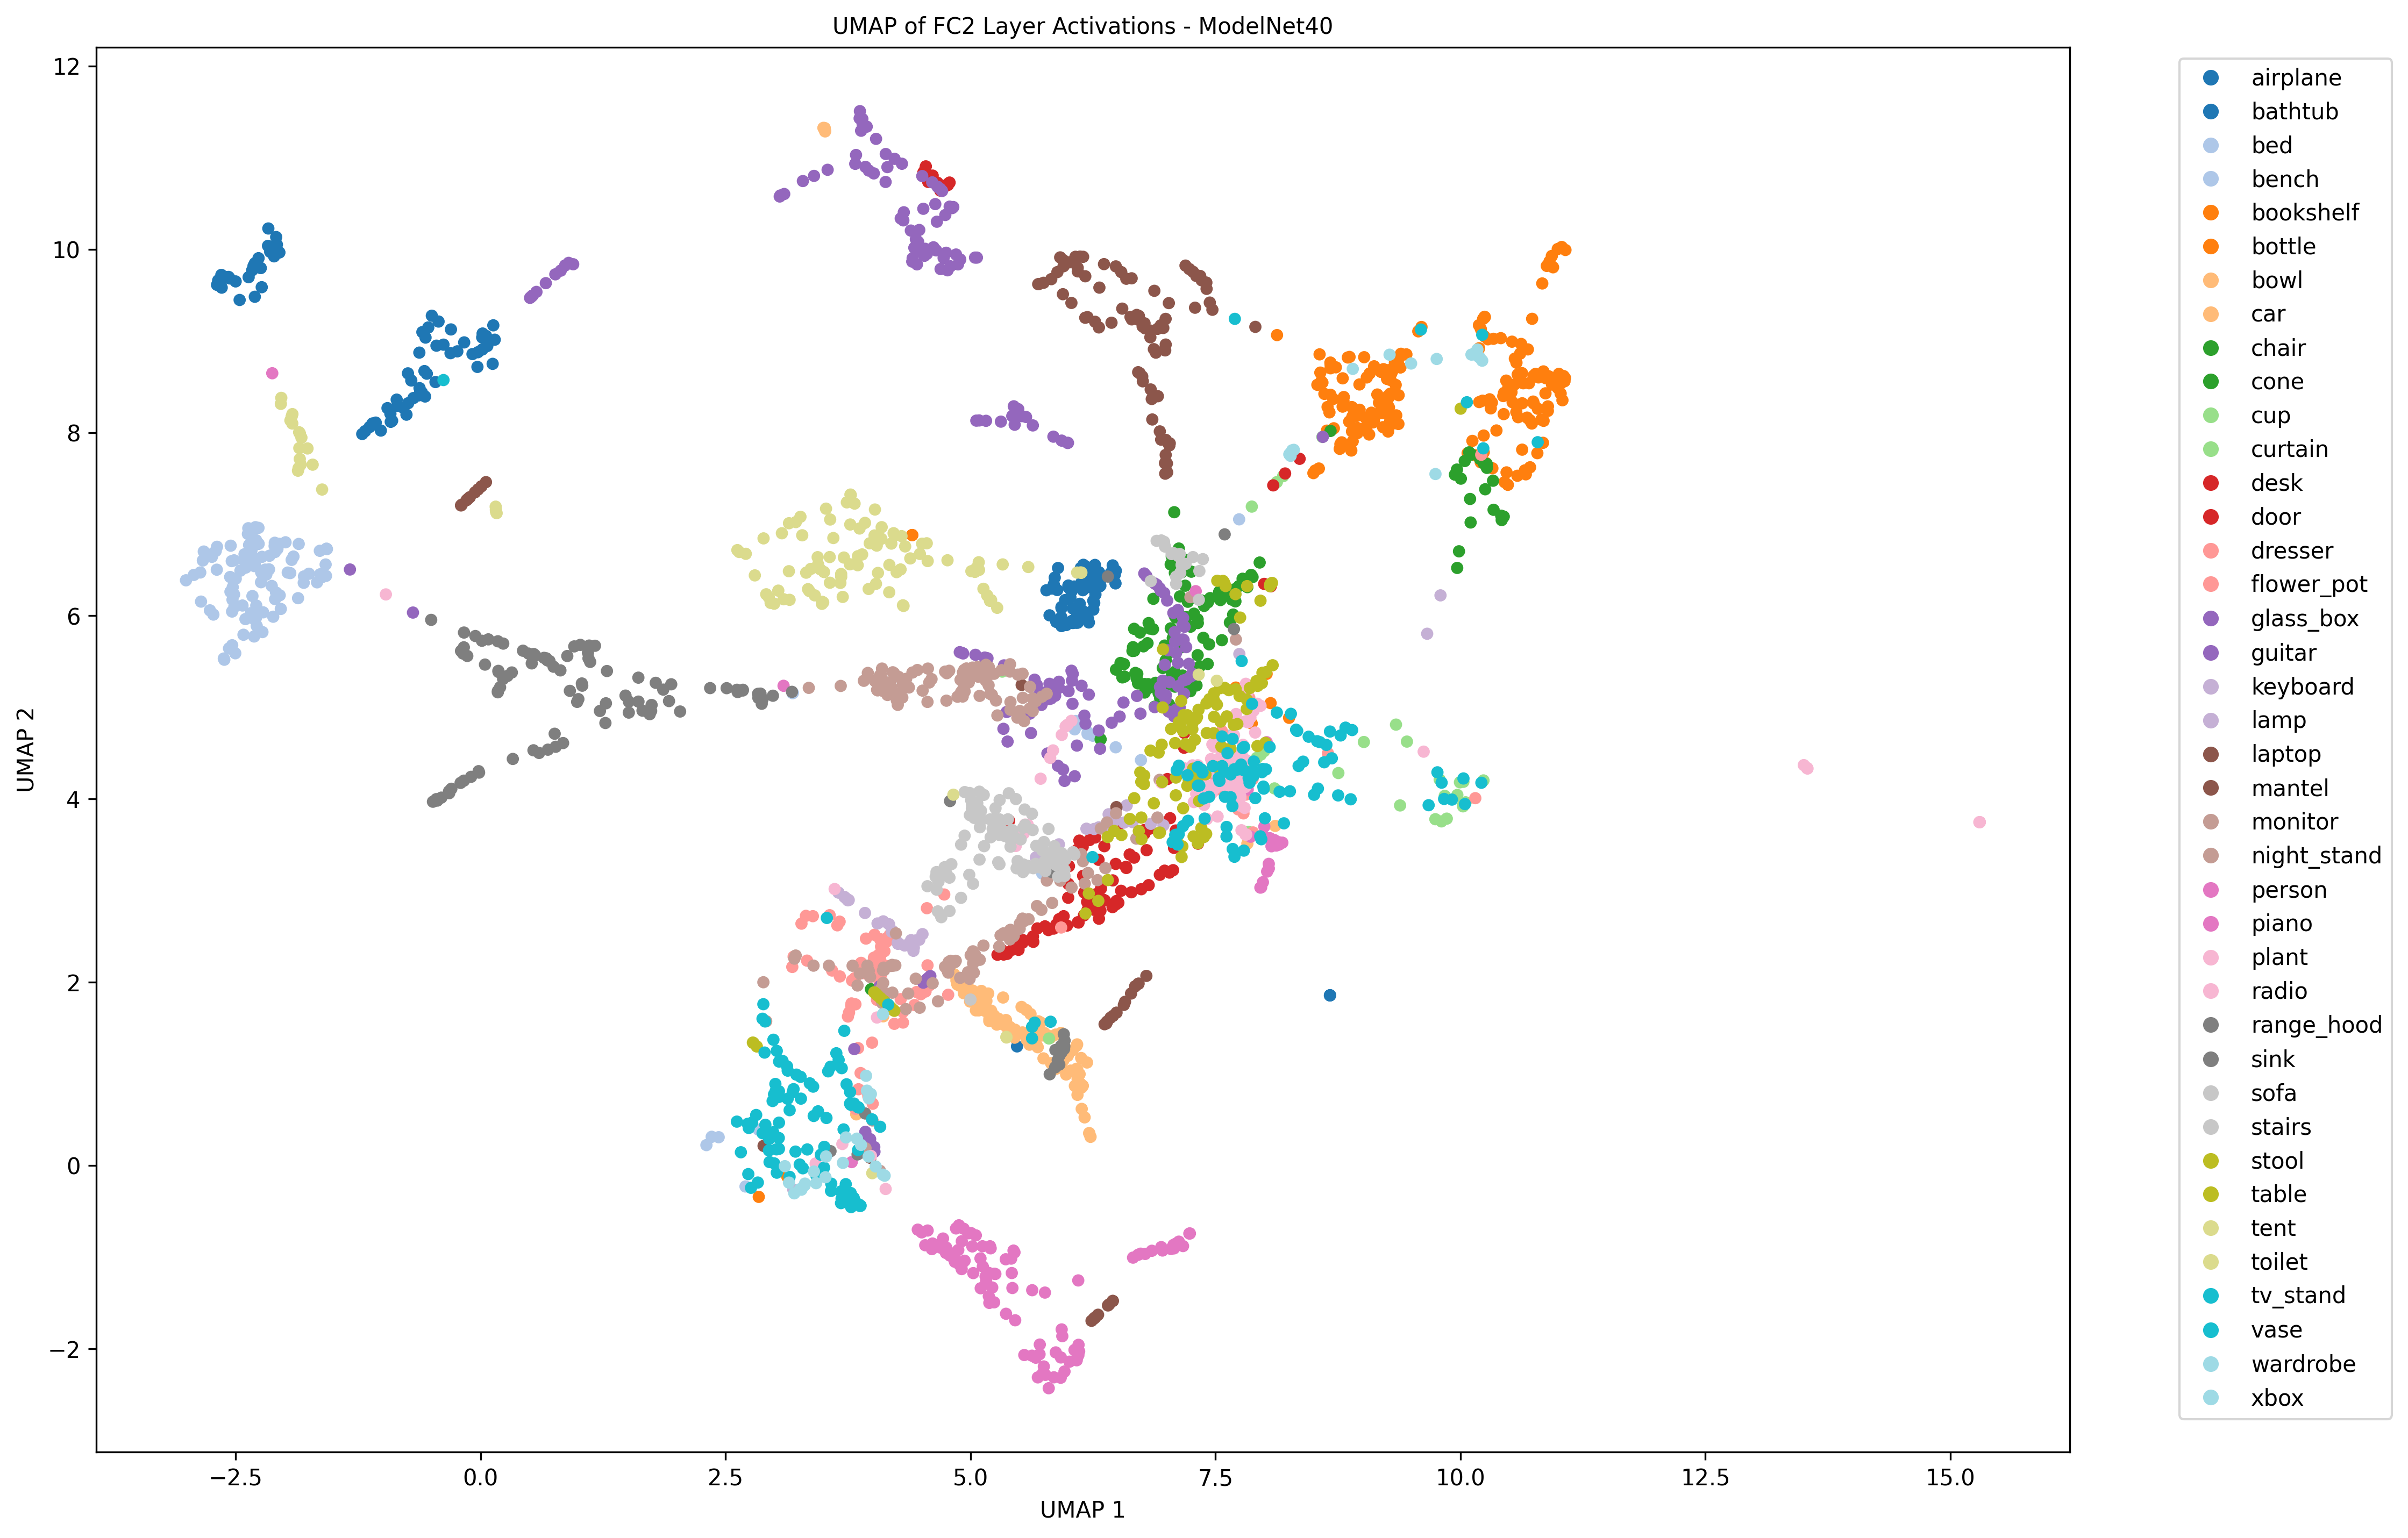 UMAP of FC2 Layer Activations - ModelNet40
12
10
8
6
4
2
0
−2
UMAP 2
−2.5
0.0
2.5
5.0
7.5
10.0
12.5
15.0
UMAP 1
airplane
bathtub
bed
bench
bookshelf
bottle
bowl
car
chair
cone
cup
curtain
desk
door
dresser
flower_pot
glass_box
guitar
keyboard
lamp
laptop
mantel
monitor
night_stand
person
piano
plant
radio
range_hood
sink
sofa
stairs
stool
table
tent
toilet
tv_stand
vase
wardrobe
xbox